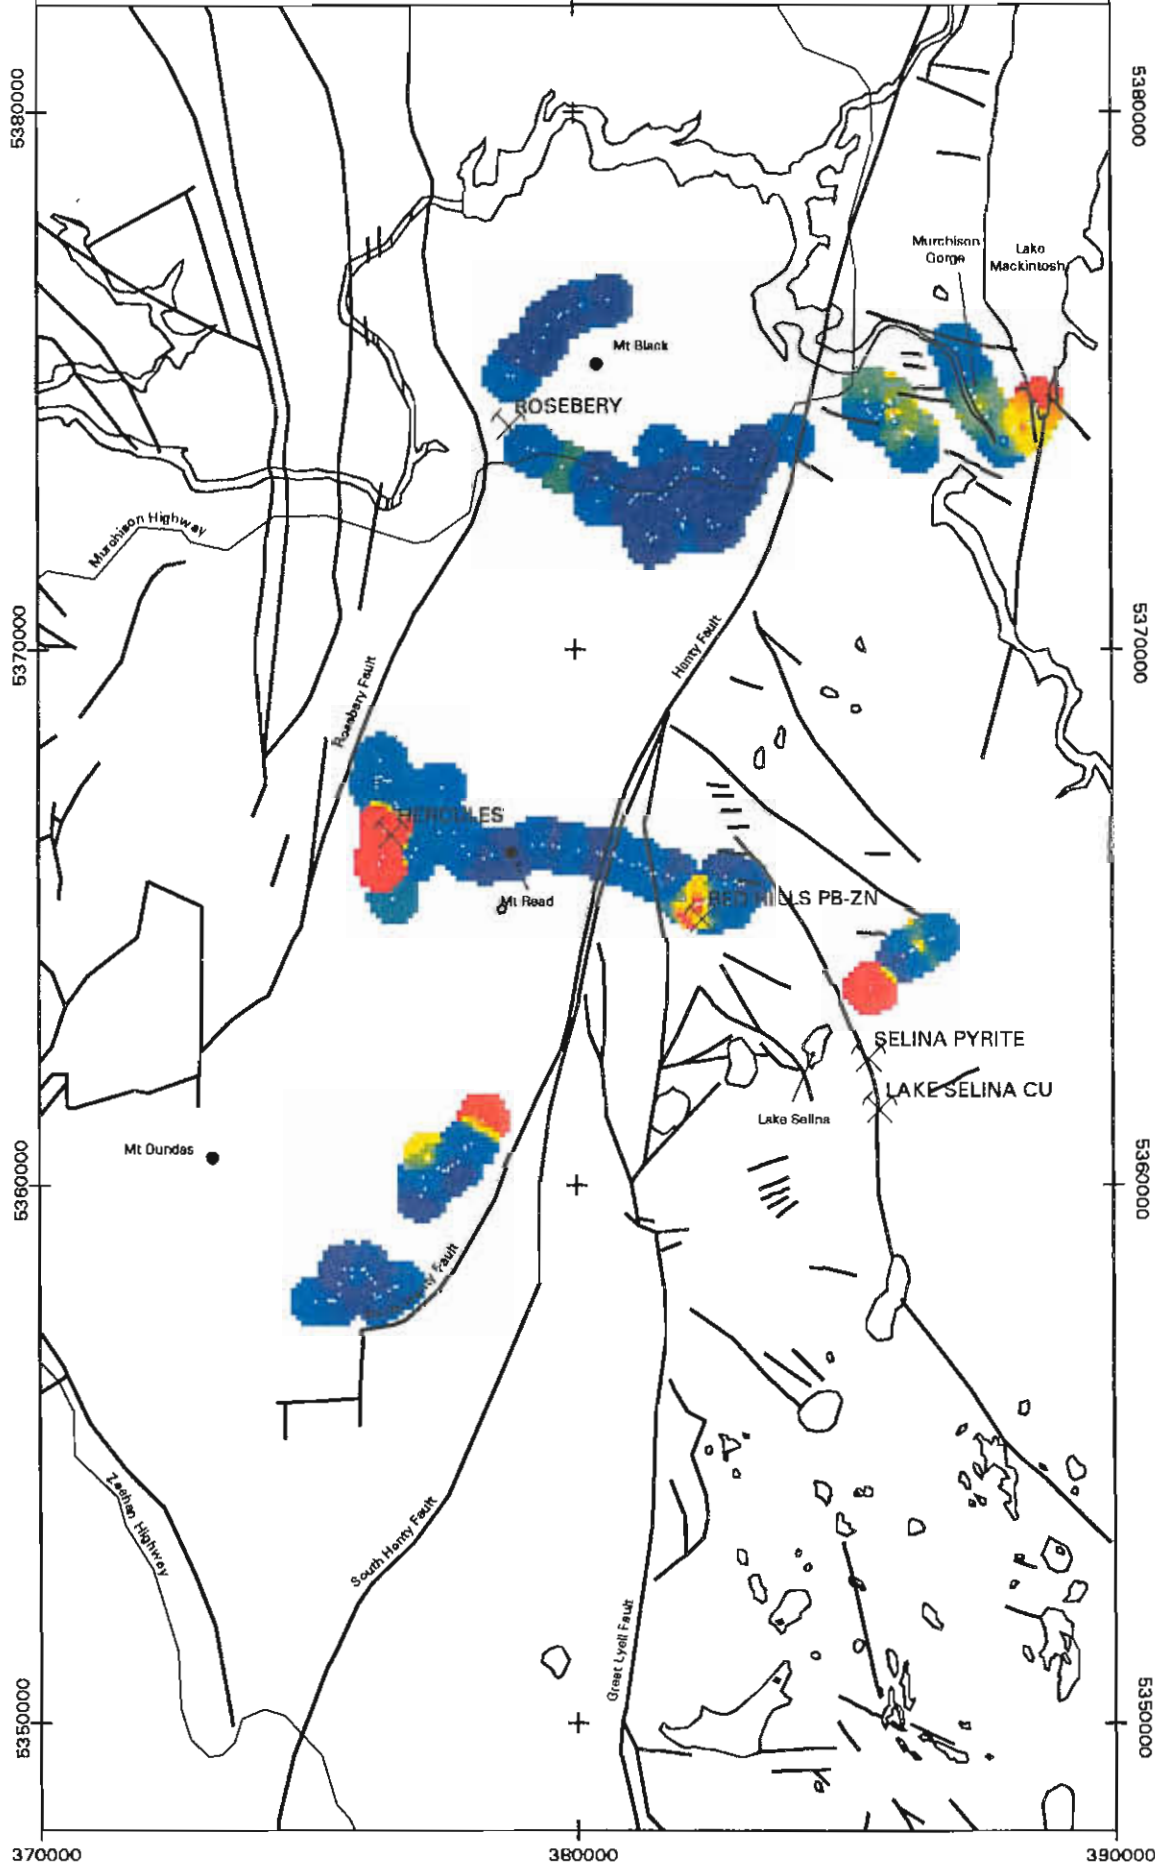 5380000
5380000
Murchison
Gorge
Lake
Mackintosh
Mt Black
ROSEBERY
Murchison Highway
5370000
5370000
Henty Fault
Rosebery Fault
HERCULES
Mt Read
RED HILLS PB-ZN
SELINA PYRITE
LAKE SELINA CU
Lake Selina
Mt Dundas
5360000
5360000
Fault
Zeehan Highway
South Henty Fault
Great Lyell Fault
5350000
5350000
370000
380000
390000